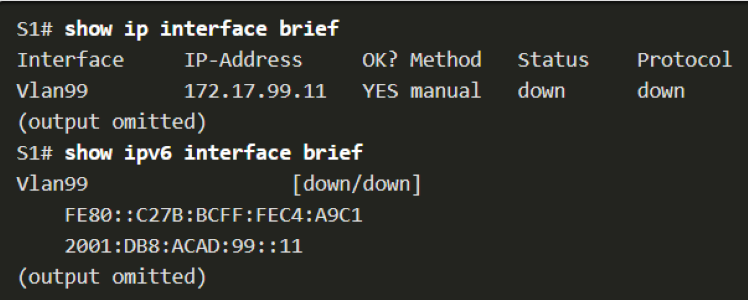 S1# show ip interface brief
Interface IP-Address OK? Method Status Protocol
Vlan99 172.17.99.11 YES manual down down
(output omitted)
S1# show ipv6 interface brief
Vlan99 [down/down]
FE80::C27B:BCFF:FEC4:A9C1
2001:DB8:ACAD:99::11
(output omitted)